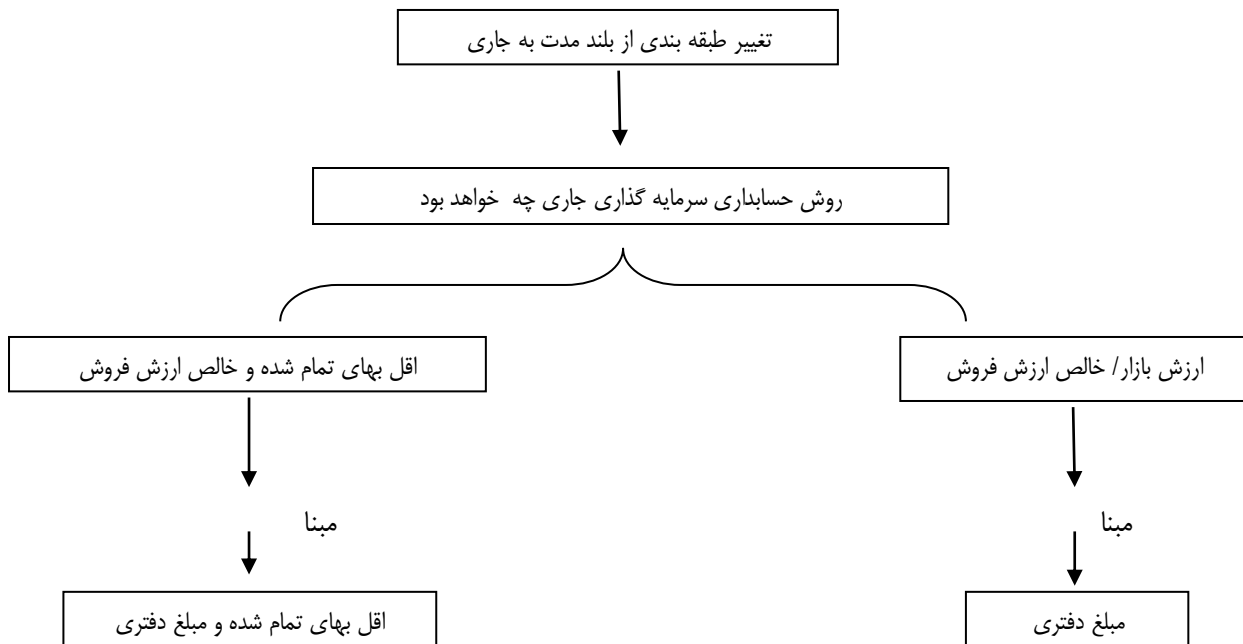 تغییر طبقه بندی از بلند مدت به جاری
روش حسابداری سرمایه گذاری جاری چه خواهد بود
ارزش بازار/ خالص ارزش فروش
اقل بهای تمام شده و خالص ارزش فروش
مبنا
مبنا
مبلغ دفتری
اقل بهای تمام شده و مبلغ دفتری